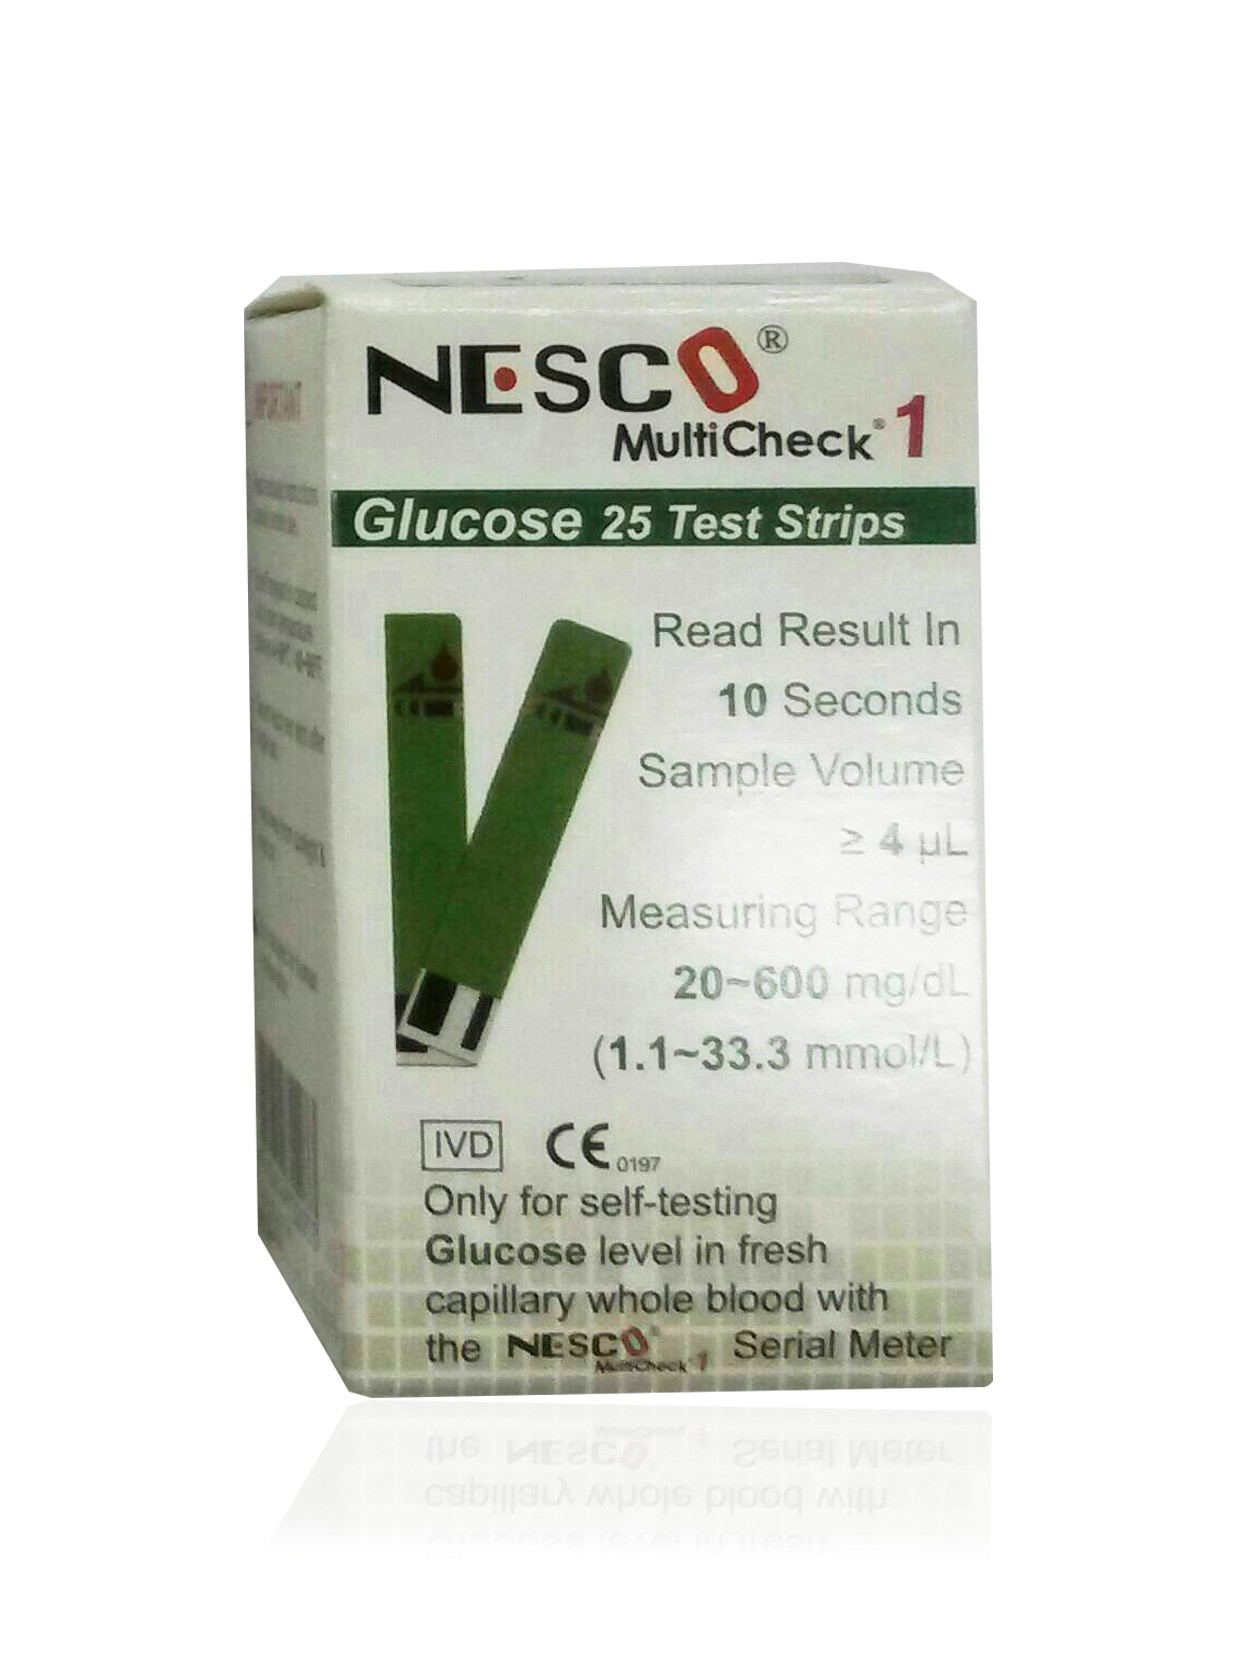 NESCO®
MultiCheck® 1
Glucose 25 Test Strips
Read Result In
10 Seconds
Sample Volume
≥ 4 µL
Measuring Range
20~600 mg/dL
(1.1~33.3 mmol/L)
IVD CE 0197
Only for self-testing
Glucose level in fresh
capillary whole blood with
the NESCO® Serial Meter
MultiCheck® 1
IMPORTANT